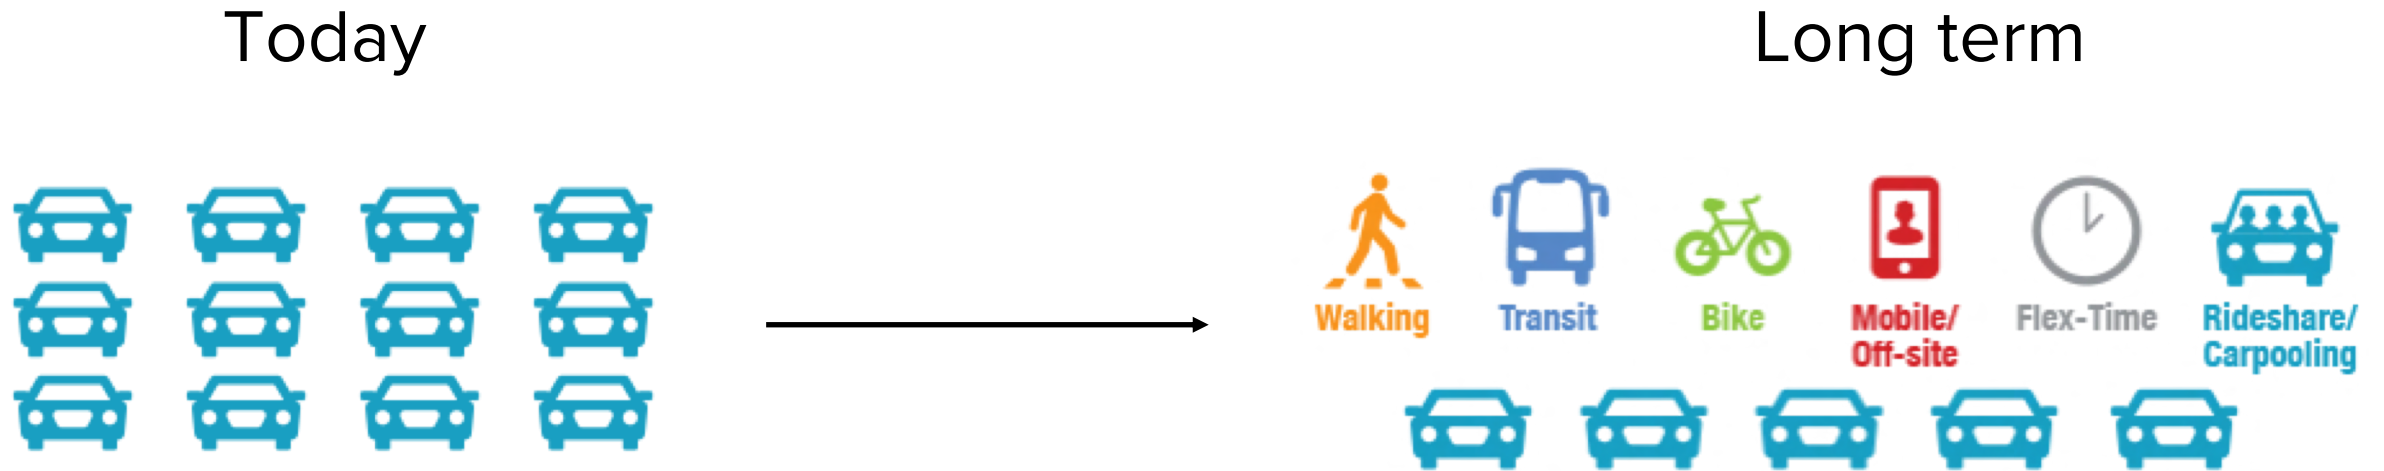 Today
Long term
Walking
Transit
Bike
Mobile/
Off-site
Flex-Time
Rideshare/
Carpooling